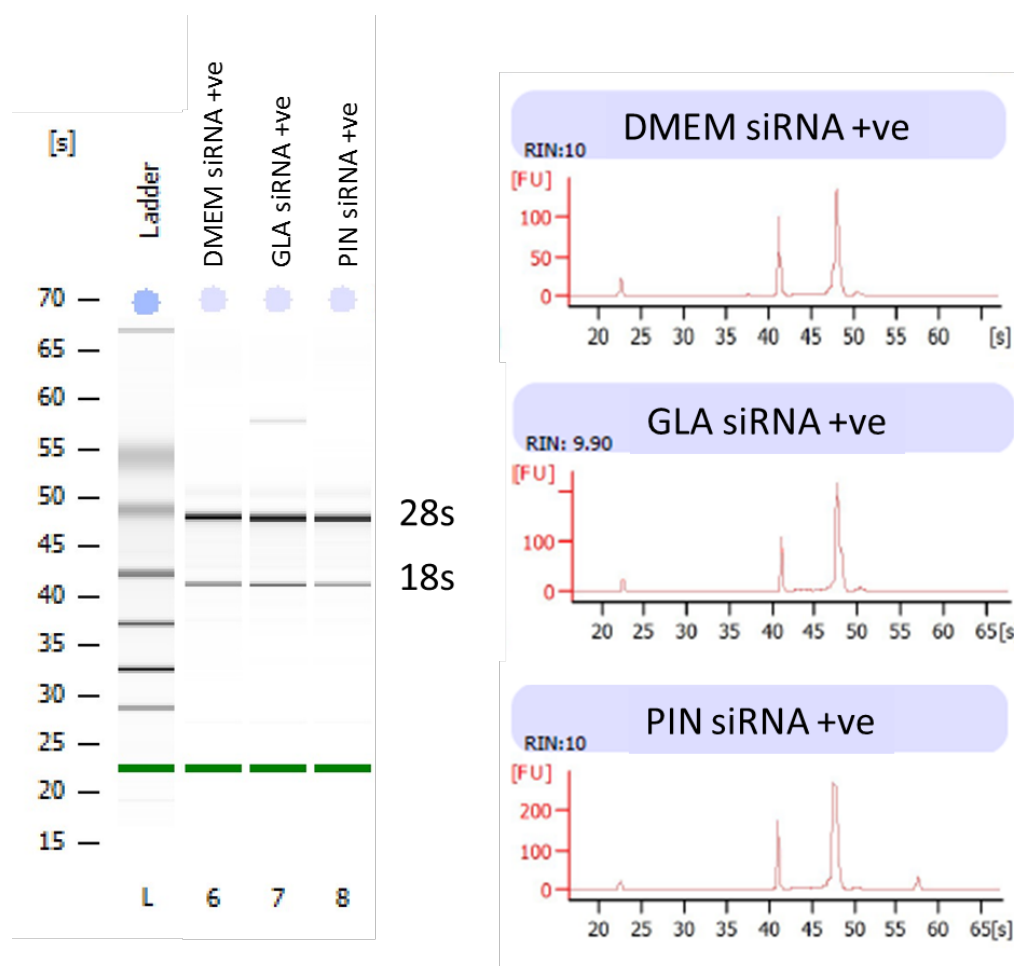 [s]
Ladder
DMEM siRNA +ve
GLA siRNA +ve
PIN siRNA +ve
70
65
60
55
50
45
40
35
30
25
20
15
L 6 7 8
28s
18s
DMEM siRNA +ve
RIN:10
[FU]
100
50
0
20 25 30 35 40 45 50 55 60 [s]
GLA siRNA +ve
RIN: 9.90
[FU]
100
0
20 25 30 35 40 45 50 55 60 65[s
PIN siRNA +ve
RIN:10
[FU]
200
100
0
20 25 30 35 40 45 50 55 60 65[s]